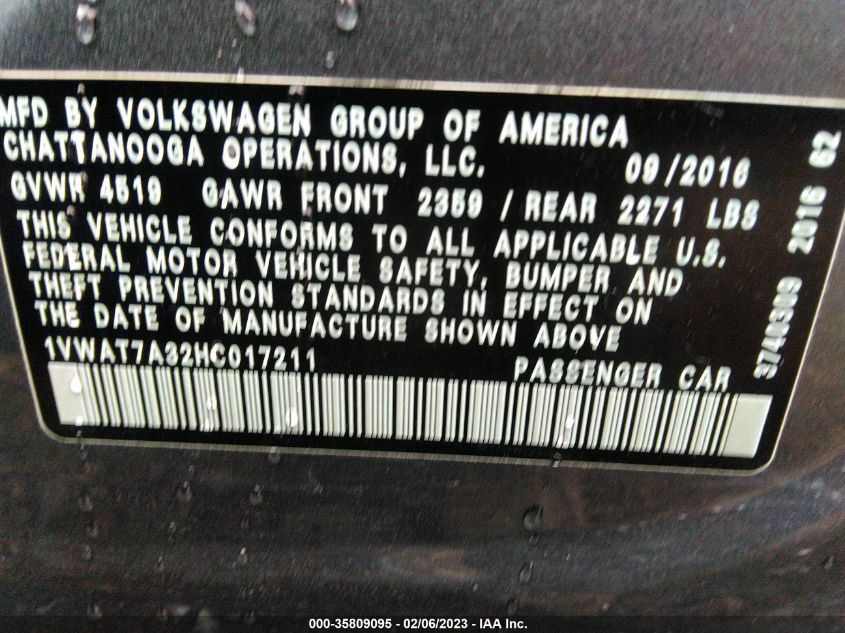 MFD BY VOLKSWAGEN GROUP OF AMERICA
CHATTANOOGA OPERATIONS, LLC. 09/2016
GVWR 4519 GAWR FRONT 2359 / REAR 2271 LBS
THIS VEHICLE CONFORMS TO ALL APPLICABLE U.S.
FEDERAL MOTOR VEHICLE SAFETY, BUMPER AND
THEFT PREVENTION STANDARDS IN EFFECT ON
THE DATE OF MANUFACTURE SHOWN ABOVE
1VWAT7A32HC017211 PASSENGER CAR
3740309 2016 62
000-35809095 - 02/06/2023 - IAA Inc.